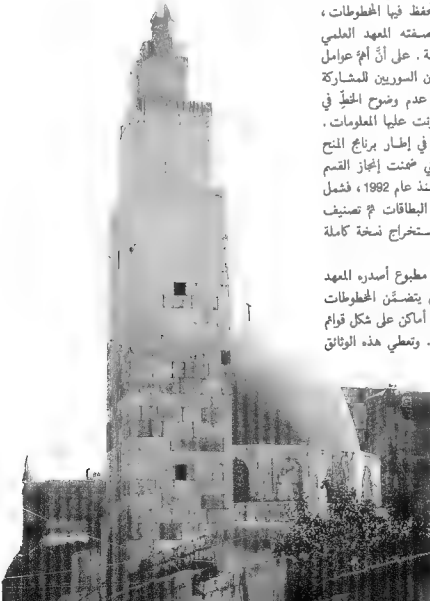 حفظ فيها المخطوطات ،
صفته المعهد العلمي
ة . على أنَّ أهمّ عوامل
ن السوريين للمشاركة
عدم وضوح الخطّ في
ونت عليها المعلومات .
في إطار برنامج المنح
ي ضمنت إنجاز القسم
نذ عام 1992 ، فشمل
البطاقات ثمّ تصنيف
ستخراج نسخة كاملة
مطبوع أصدره المعهد
يتضمَّن المخطوطات
أماكن على شكل قوائم
. وتعطي هذه الوثائق